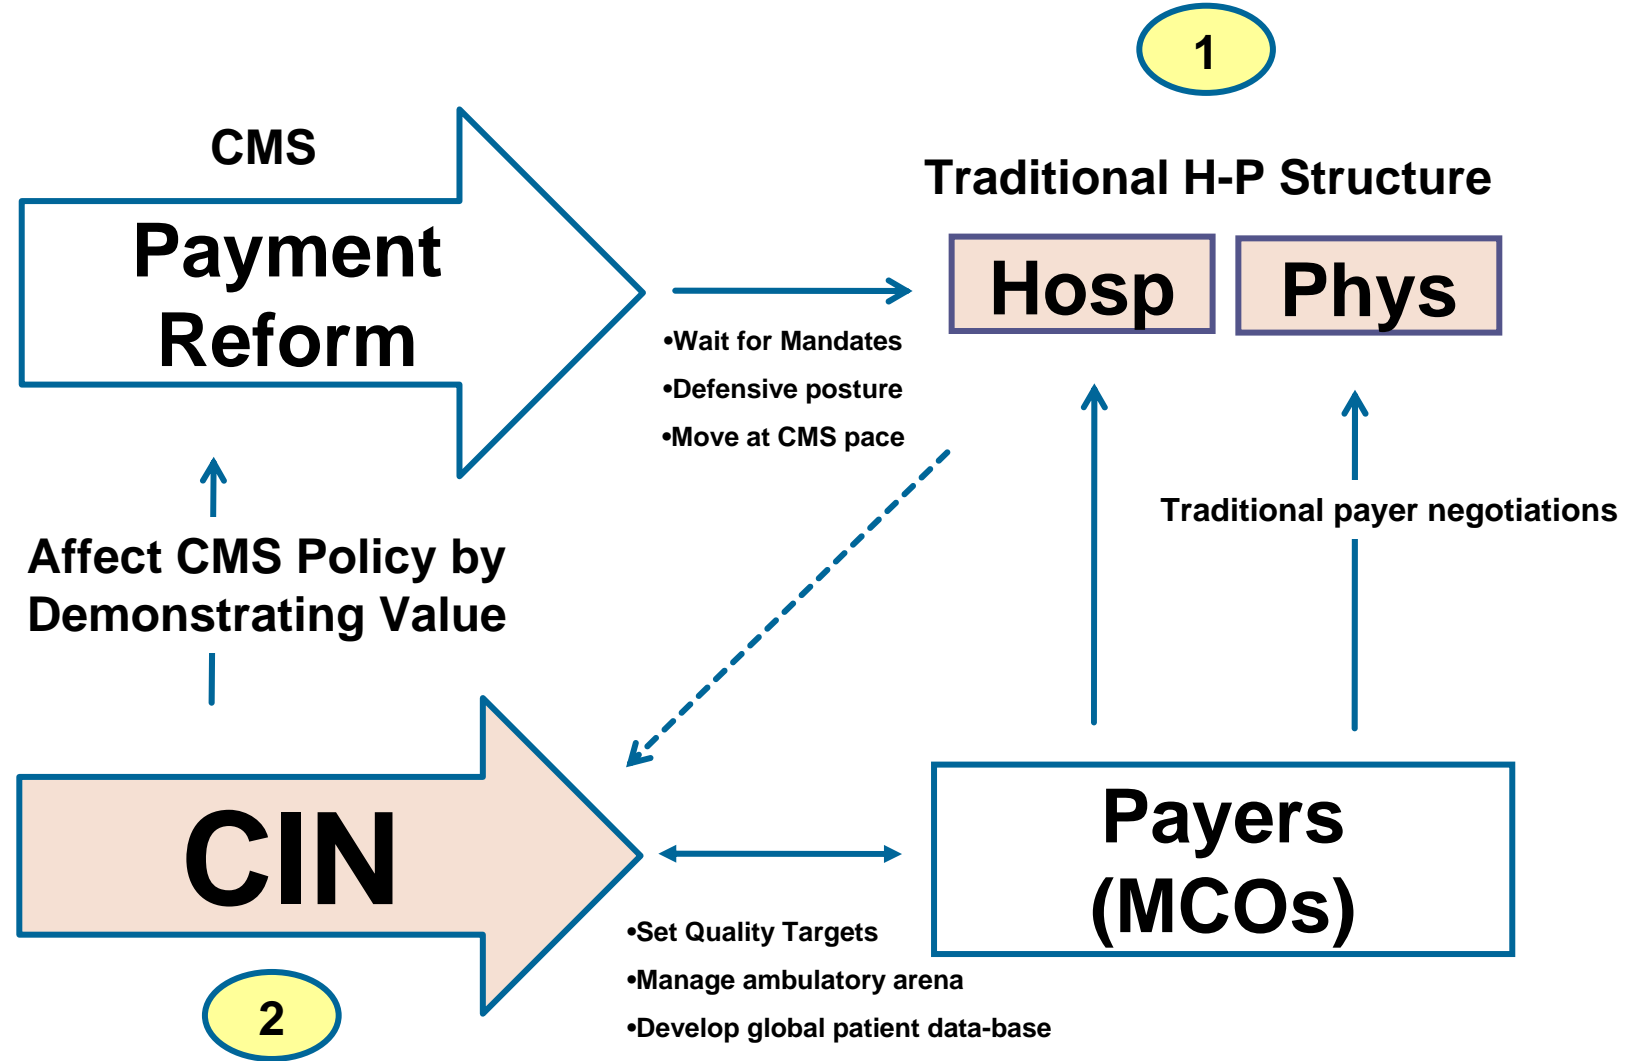 1
CMS
Traditional H-P Structure
Payment
Reform
Hosp
Phys
•Wait for Mandates
•Defensive posture
•Move at CMS pace
Traditional payer negotiations
Affect CMS Policy by
Demonstrating Value
CIN
Payers
(MCOs)
•Set Quality Targets
•Manage ambulatory arena
•Develop global patient data-base
2